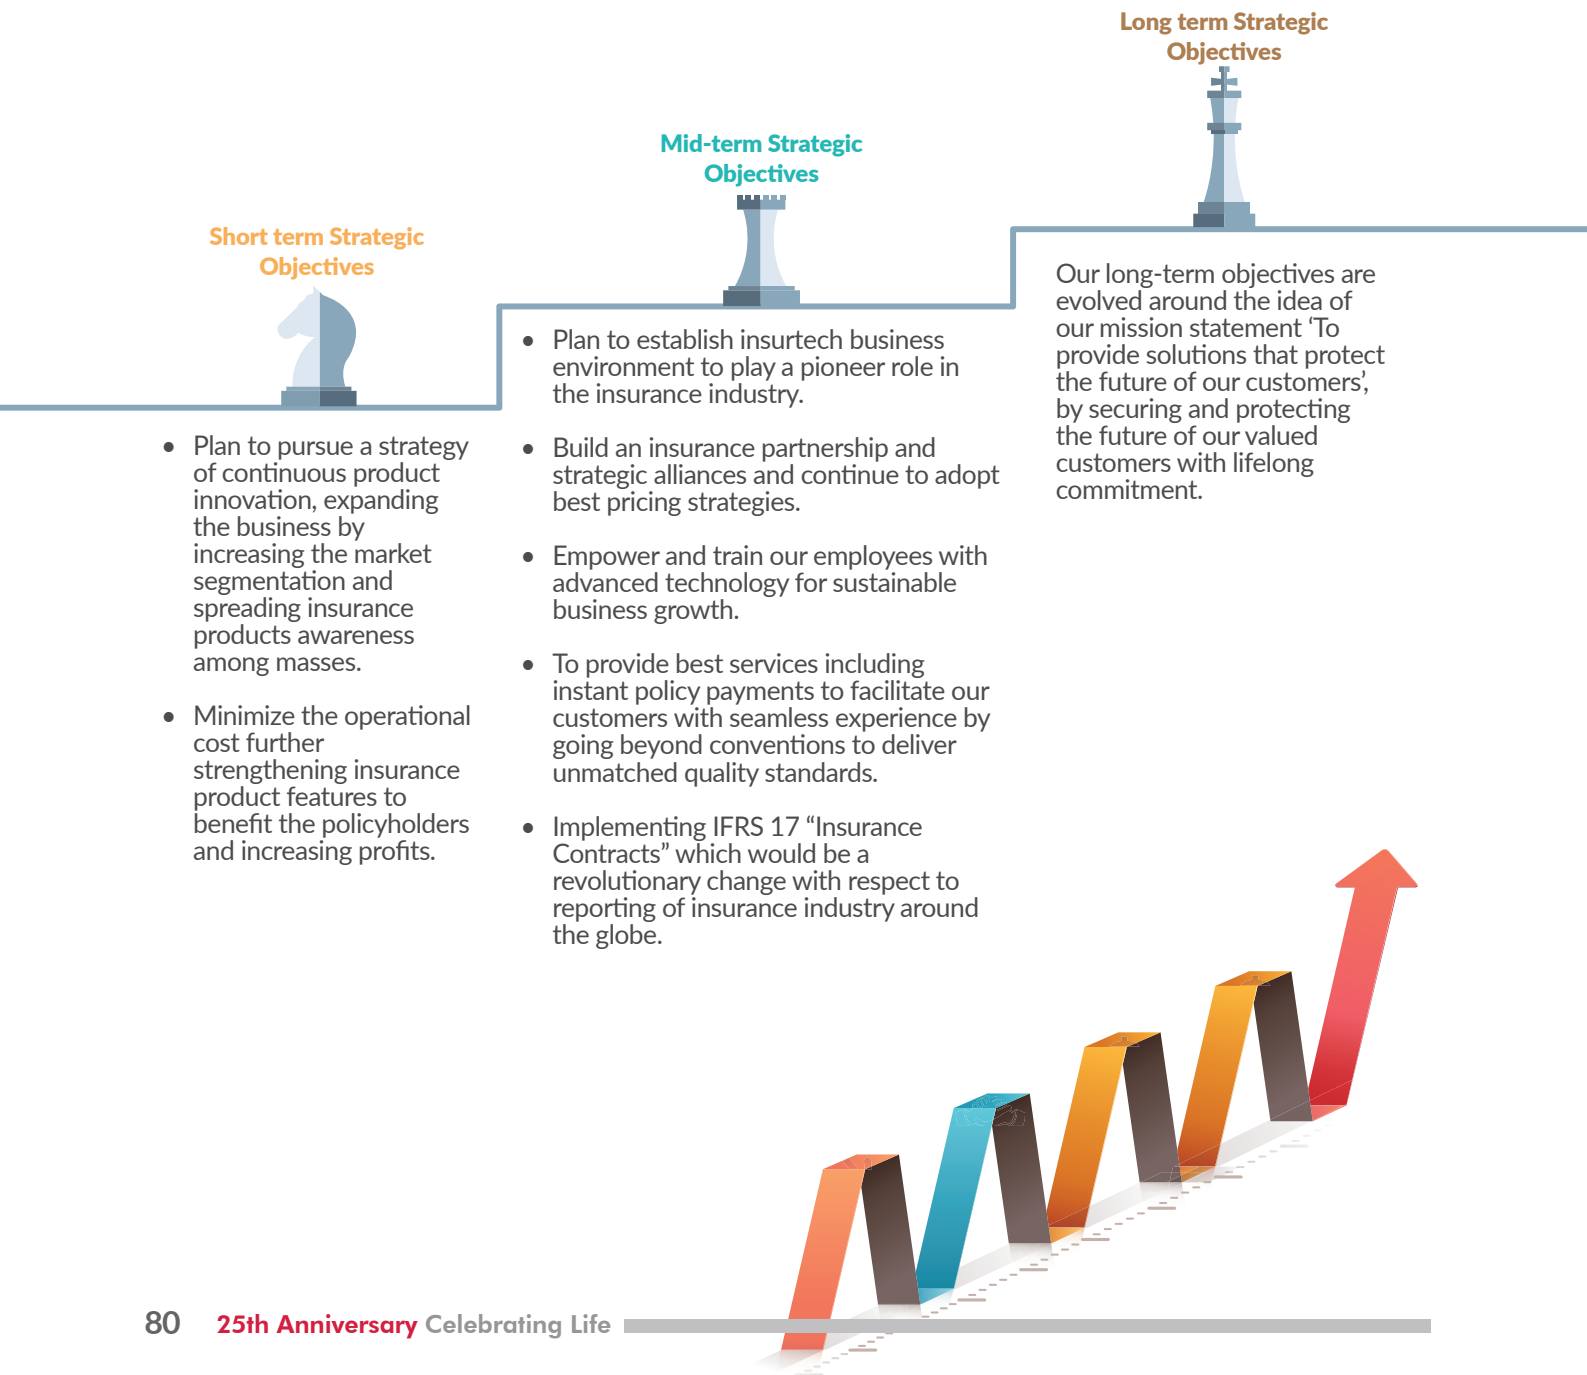 Short term Strategic
Objectives
• Plan to pursue a strategy
of continuous product
innovation, expanding
the business by
increasing the market
segmentation and
spreading insurance
products awareness
among masses.
• Minimize the operational
cost further
strengthening insurance
product features to
benefit the policyholders
and increasing profits.
Mid-term Strategic
Objectives
• Plan to establish insurtech business
environment to play a pioneer role in
the insurance industry.
• Build an insurance partnership and
strategic alliances and continue to adopt
best pricing strategies.
• Empower and train our employees with
advanced technology for sustainable
business growth.
• To provide best services including
instant policy payments to facilitate our
customers with seamless experience by
going beyond conventions to deliver
unmatched quality standards.
• Implementing IFRS 17 “Insurance
Contracts” which would be a
revolutionary change with respect to
reporting of insurance industry around
the globe.
Long term Strategic
Objectives
Our long-term objectives are
evolved around the idea of
our mission statement ‘To
provide solutions that protect
the future of our customers’,
by securing and protecting
the future of our valued
customers with lifelong
commitment.
80 25th Anniversary Celebrating Life